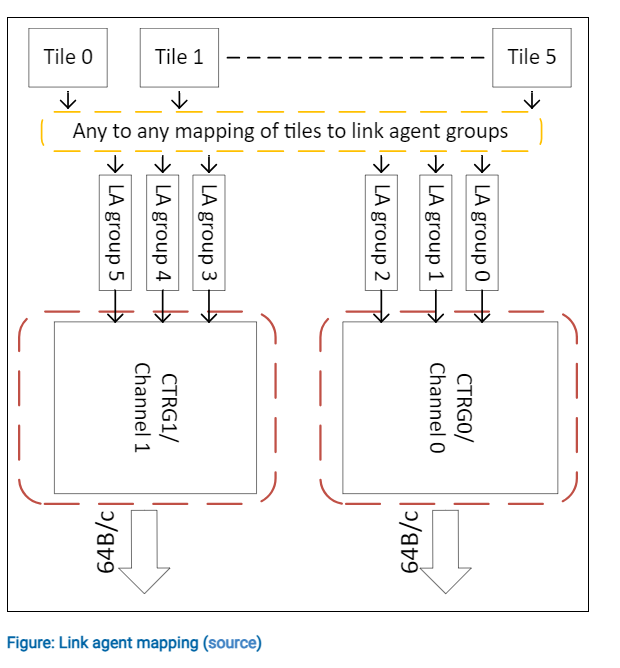 Tile 0
Tile 1
Tile 5
Any to any mapping of tiles to link agent groups
LA group 5
LA group 4
LA group 3
LA group 2
LA group 1
LA group 0
CTRG1/
Channel 1
CTRG0/
Channel 0
64B/c
64B/c
Figure: Link agent mapping (source)